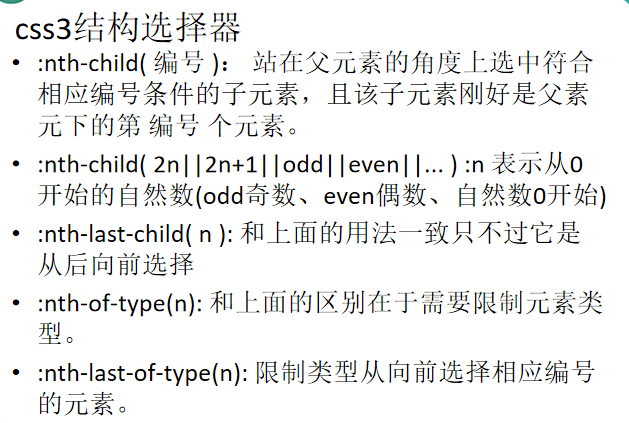 css3结构选择器
• :nth-child( 编号 )： 站在父元素的角度上选中符合
相应编号条件的子元素，且该子元素刚好是父素
元下的第 编号 个元素。
• :nth-child( 2n||2n+1||odd||even||... ) :n 表示从0
开始的自然数(odd奇数、even偶数、自然数0开始)
• :nth-last-child( n ): 和上面的用法一致只不过它是
从后向前选择
• :nth-of-type(n): 和上面的区别在于需要限制元素类
型。
• :nth-last-of-type(n): 限制类型从向前选择相应编号
的元素。